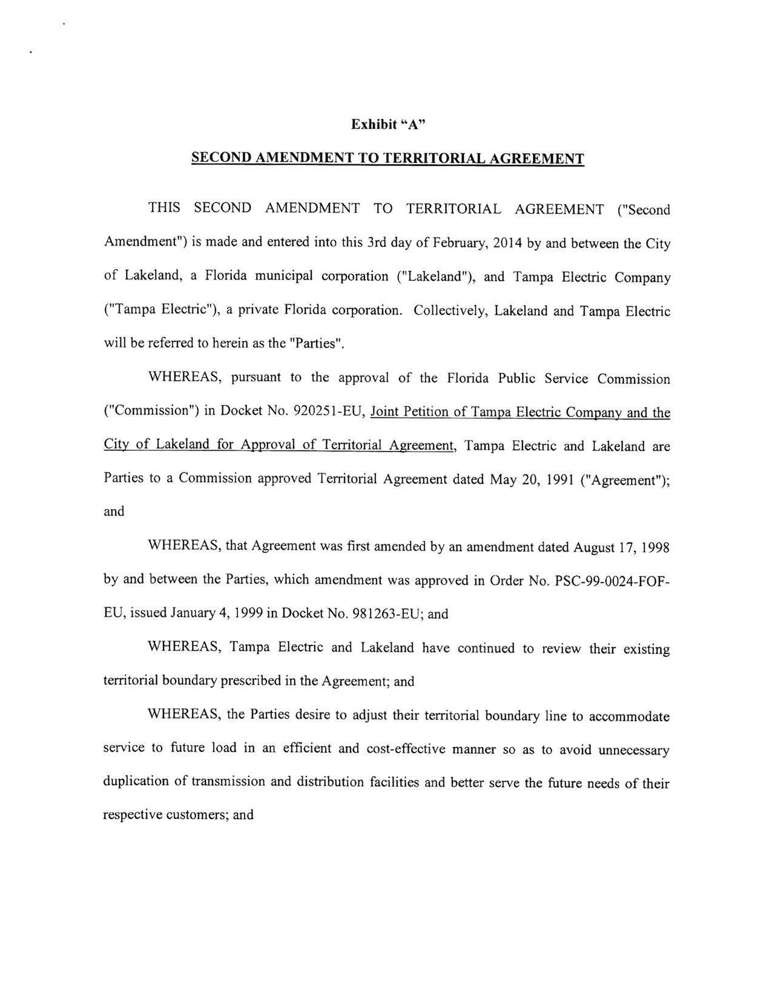 Exhibit “A”
SECOND AMENDMENT TO TERRITORIAL AGREEMENT
THIS SECOND AMENDMENT TO TERRITORIAL AGREEMENT ("Second
Amendment") is made and entered into this 3rd day of February, 2014 by and between the City
of Lakeland, a Florida municipal corporation ("Lakeland"), and Tampa Electric Company
("Tampa Electric"), a private Florida corporation. Collectively, Lakeland and Tampa Electric
will be referred to herein as the "Parties".
WHEREAS, pursuant to the approval of the Florida Public Service Commission
("Commission") in Docket No. 920251-EU, Joint Petition of Tampa Electric Company and the
City of Lakeland for Approval of Territorial Agreement, Tampa Electric and Lakeland are
Parties to a Commission approved Territorial Agreement dated May 20, 1991 ("Agreement");
and
WHEREAS, that Agreement was first amended by an amendment dated August 17, 1998
by and between the Parties, which amendment was approved in Order No. PSC-99-0024-FOF-
EU, issued January 4, 1999 in Docket No. 981263-EU; and
WHEREAS, Tampa Electric and Lakeland have continued to review their existing
territorial boundary prescribed in the Agreement; and
WHEREAS, the Parties desire to adjust their territorial boundary line to accommodate
service to future load in an efficient and cost-effective manner so as to avoid unnecessary
duplication of transmission and distribution facilities and better serve the future needs of their
respective customers; and